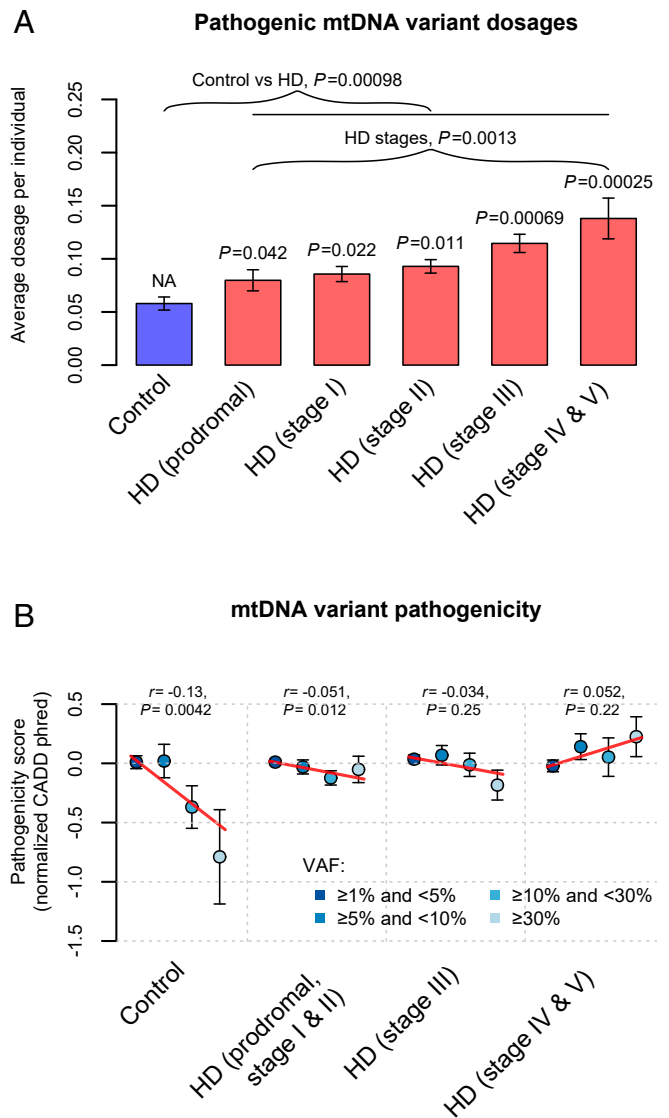 A
Pathogenic mtDNA variant dosages
Average dosage per individual
0.25
0.20
0.15
0.10
0.05
0.00
Control vs HD, P=0.00098
HD stages, P=0.0013
NA
P=0.042
P=0.022
P=0.011
P=0.00069
P=0.00025
Control
HD (prodromal)
HD (stage I)
HD (stage II)
HD (stage III)
HD (stage IV & V)
B
mtDNA variant pathogenicity
Pathogenicity score
(normalized CADD phred)
0.5
0.0
-0.5
-1.0
-1.5
r= -0.13,
P= 0.0042
r= -0.051,
P= 0.012
r= -0.034,
P= 0.25
r= 0.052,
P= 0.22
VAF:
≥1% and <5%
≥5% and <10%
≥10% and <30%
≥30%
Control
HD (prodromal,
stage I & II)
HD (stage III)
HD (stage IV & V)